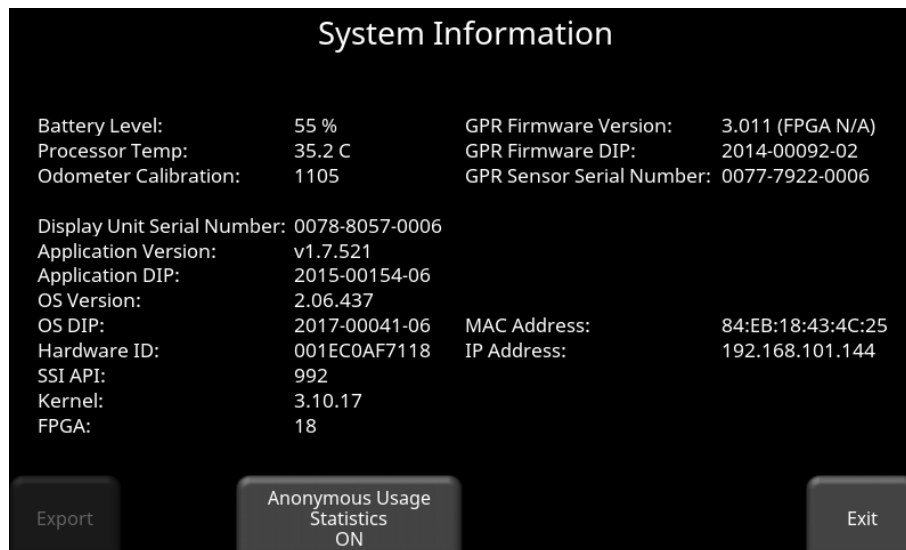 System Information
Battery Level: 55 % GPR Firmware Version: 3.011 (FPGA N/A)
Processor Temp: 35.2 C GPR Firmware DIP: 2014-00092-02
Odometer Calibration: 1105 GPR Sensor Serial Number: 0077-7922-0006
Display Unit Serial Number: 0078-8057-0006
Application Version: v1.7.521
Application DIP: 2015-00154-06
OS Version: 2.06.437
OS DIP: 2017-00041-06 MAC Address: 84:EB:18:43:4C:25
Hardware ID: 001EC0AF7118 IP Address: 192.168.101.144
SSI API: 992
Kernel: 3.10.17
FPGA: 18
Export
Anonymous Usage
Statistics
ON
Exit